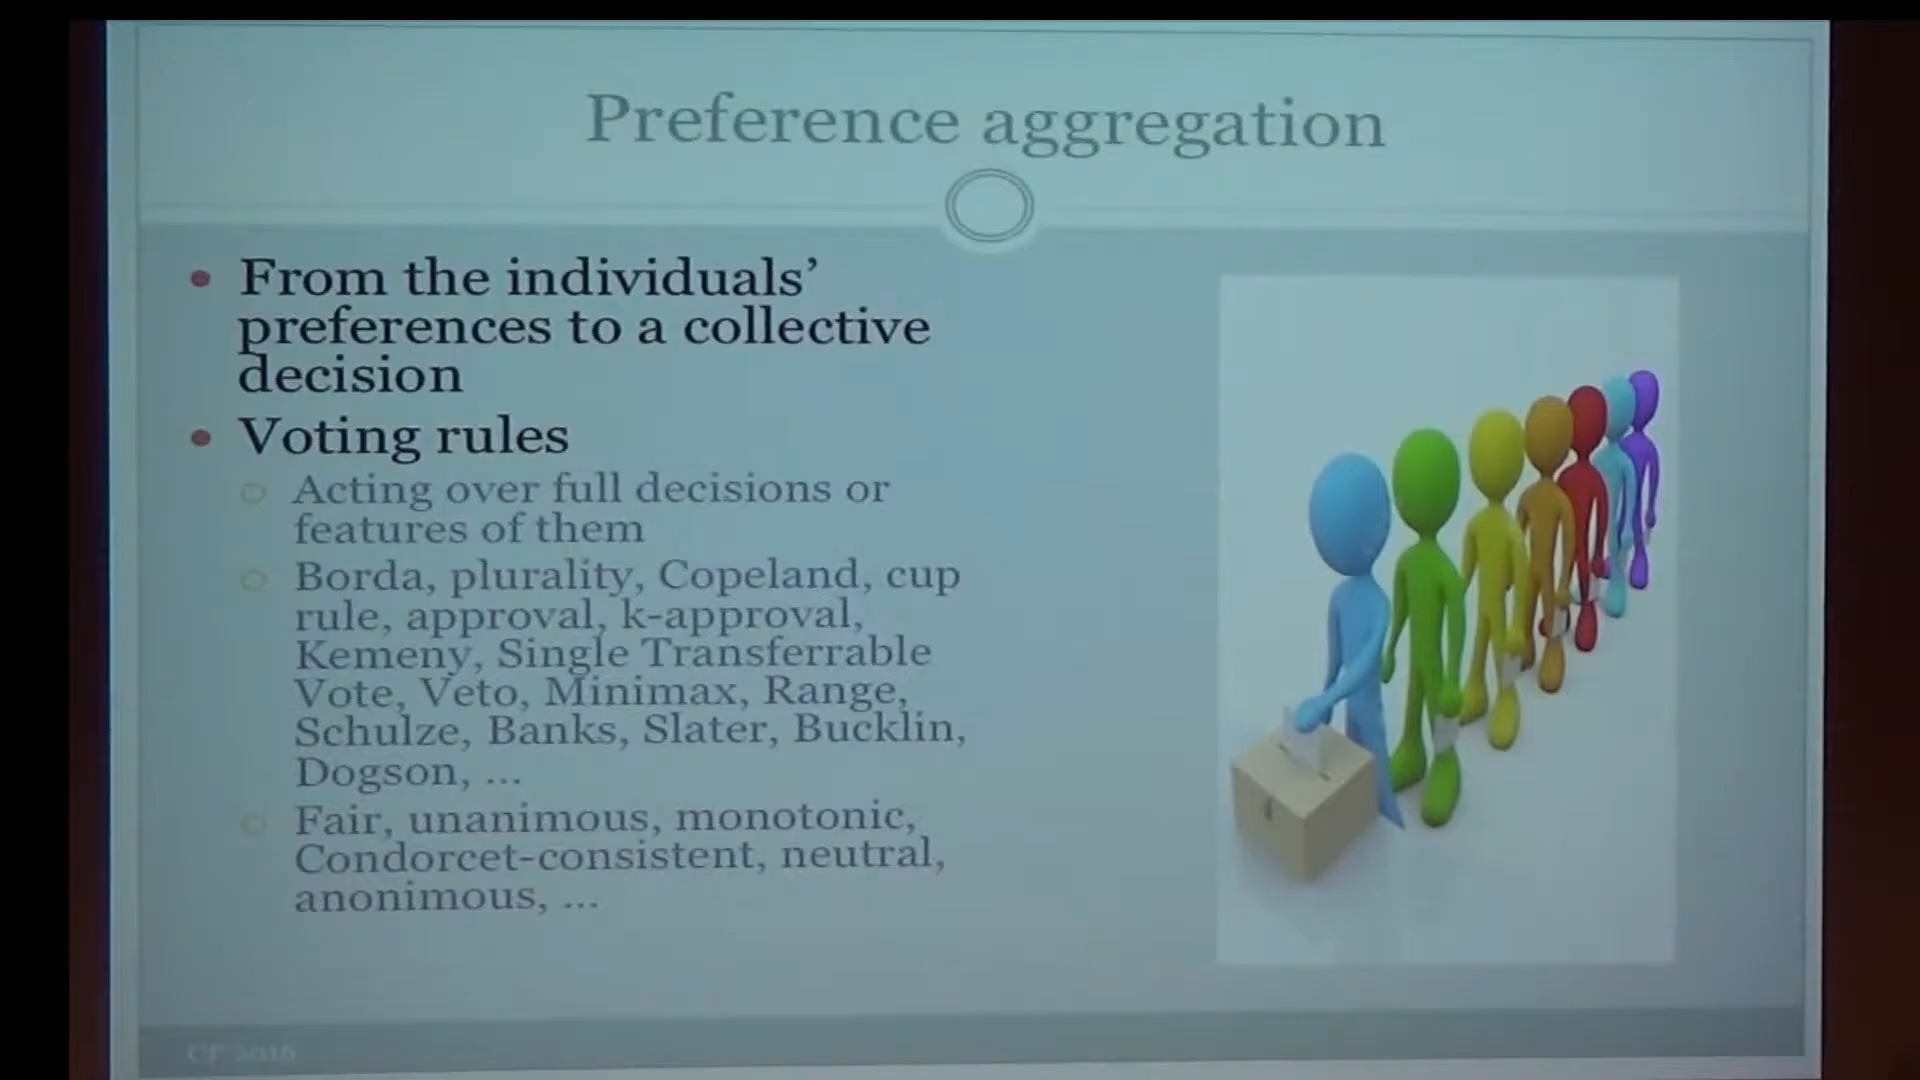 Preference aggregation
From the individuals’
preferences to a collective
decision
Voting rules
Acting over full decisions or
features of them
Borda, plurality, Copeland, cup
rule, approval, k-approval,
Kemeny, Single Transferrable
Vote, Veto, Minimax, Range,
Schulze, Banks, Slater, Bucklin,
Dogson, ...
Fair, unanimous, monotonic,
Condorcet-consistent, neutral,
anonimous, ...
CP 2016